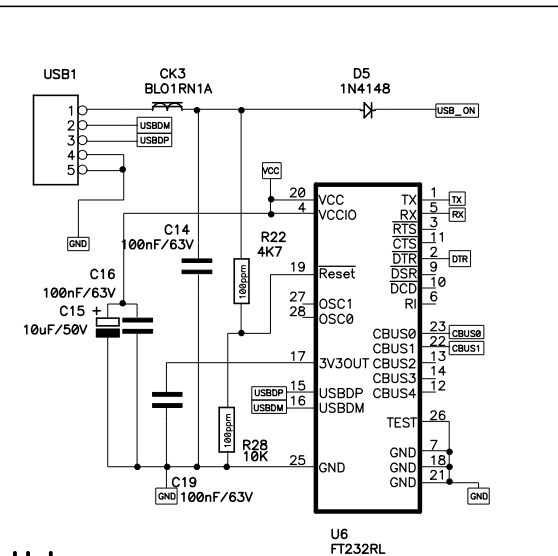 USB1
CK3
BLO1RN1A
D5
1N4148
1
2
3
4
5
USBDM
USBDP
USB_ON
GND
VCC
C14
100nF/63V
R22
4K7
100ppm
C16
100nF/63V
C15 +
10uF/50V
20 VCC TX 1 TX
4 VCCIO RX 5 RX
RTS 3
CTS 11
DTR 2 DTR
19 Reset DSR 9
DCD 10
27 OSC1 RI 6
28 OSC0
CBUS0 23 CBUS0
CBUS1 22 CBUS1
17 3V3OUT CBUS2 13
CBUS3 14
USBDP 15 USBDP CBUS4 12
USBDM 16 USBDM
TEST 26
100ppm
R28
10K
GND 7
25 GND GND 18
GND 21
GND
C19
100nF/63V
GND
U6
FT232RL